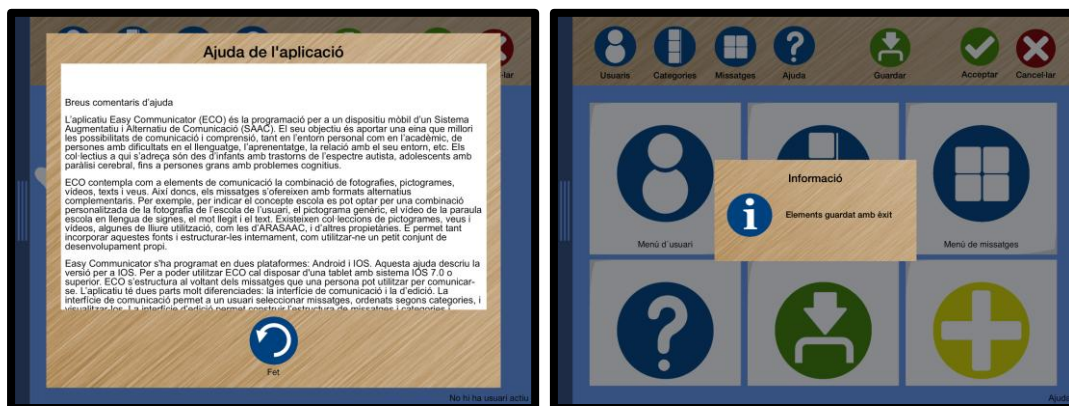 Ajuda de l'aplicació
Breus comentaris d'ajuda
L'aplicatiu Easy Communicator (ECO) és la programació per a un dispositiu mòbil d'un Sistema
Augmentatiu i Alternatiu de Comunicació (SAAC). El seu objectiu és aportar una eina que millori
les possibilitats de comunicació i comprensió, tant en l'entorn personal com en l'acadèmic, de
persones amb dificultats en el llenguatge, l'aprenentatge, la relació amb el seu entorn, etc. Els
col·lectius a qui s'adreça són des d'infants amb trastorns de l'espectre autista, adolescents amb
paràlisi cerebral, fins a persones grans amb problemes cognitius.
ECO contempla com a elements de comunicació la combinació de fotografies, pictogrames,
vídeos, texts i veus. Així doncs, els missatges s'ofereixen amb formats alternatius
complementaris. Per exemple, per indicar el concepte escola es pot optar per una combinació
personalitzada de la fotografia de l'escola de l'usuari, el pictograma genèric, el vídeo de la paraula
escola en llengua de signes, el mot llegit i el text. Existeixen col·leccions de pictogrames, veus i
vídeos, algunes de lliure utilització, com les d'ARASAAC, i d'altres propietàries. E permet tant
incorporar aquestes fonts i estructurar-les internament, com utilitzar-ne un petit conjunt de
desenvolupament propi.
Easy Communicator s'ha programat en dues plataformes: Android i IOS. Aquesta ajuda descriu la
versió per a IOS. Per a poder utilitzar ECO cal disposar d'una tablet amb sistema IOS 7.0 o
superior. ECO s'estructura al voltant dels missatges que una persona pot utilitzar per comunicar-
se. L'aplicatiu té dues parts molt diferenciades: la interfície de comunicació i la d'edició. La
interfície de comunicació permet a un usuari seleccionar missatges, ordenats segons categories, i
visualitzar-los. La interfície d'edició permet construir l'estructura de missatges i categories i
Fet
No hi ha usuari actiu
Usuaris Categories Missatges Ajuda Guardar Acceptar Cancel·lar
Informació
Elements guardat amb èxit
Menú d'usuari
Menú de missatges
Ajuda